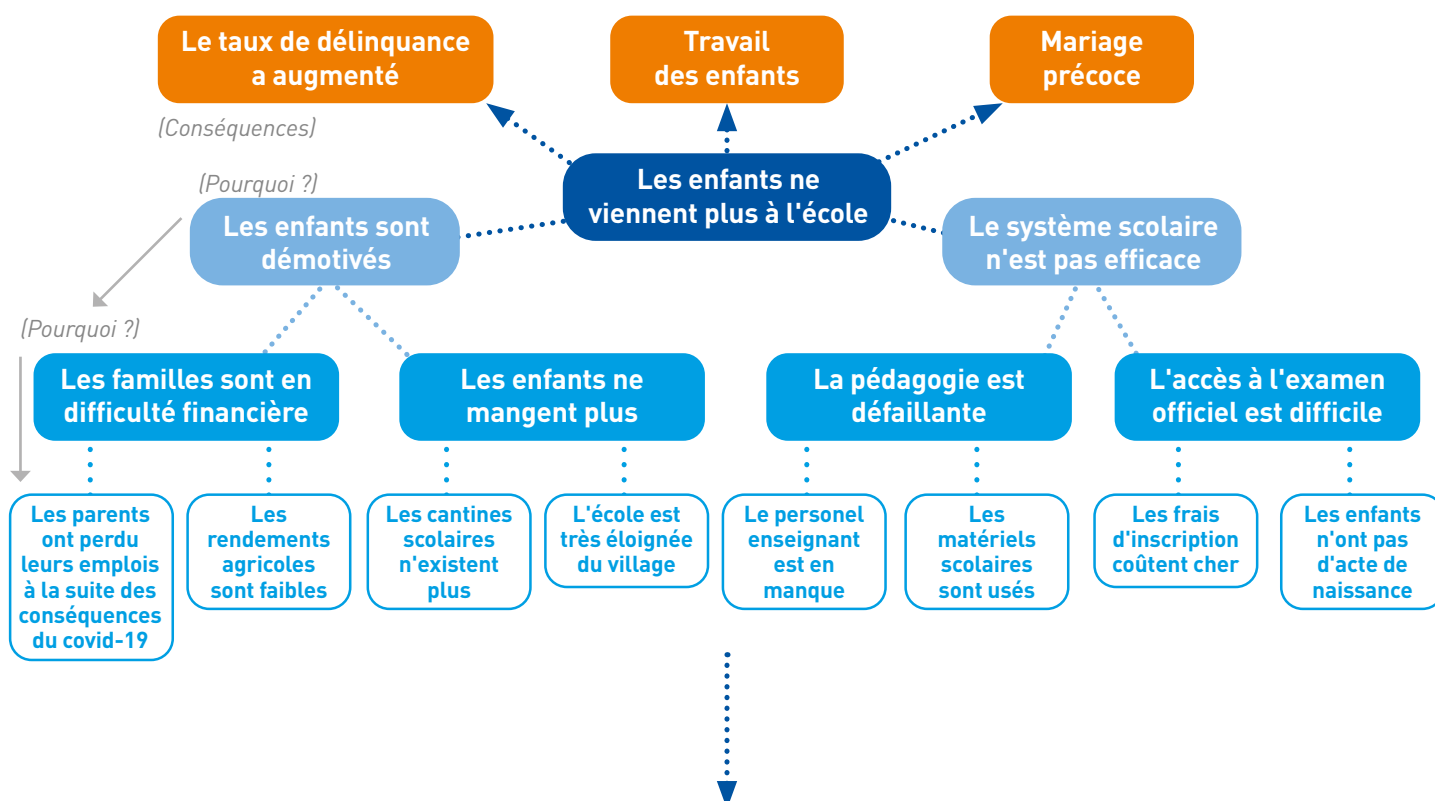 Le taux de délinquance
a augmenté
Travail
des enfants
Mariage
précoce
(Conséquences)
(Pourquoi ?)
Les enfants ne
viennent plus à l'école
Les enfants sont
démotivés
Le système scolaire
n'est pas efficace
(Pourquoi ?)
Les familles sont en
difficulté financière
Les enfants ne
mangent plus
La pédagogie est
défaillante
L'accès à l'examen
officiel est difficile
Les parents
ont perdu
leurs emplois
à la suite des
conséquences
du covid-19
Les
rendements
agricoles
sont faibles
Les cantines
scolaires
n'existent
plus
L'école est
très éloignée
du village
Le personel
enseignant
est en
manque
Les
matériels
scolaires
sont usés
Les frais
d'inscription
coûtent cher
Les enfants
n'ont pas
d'acte de
naissance